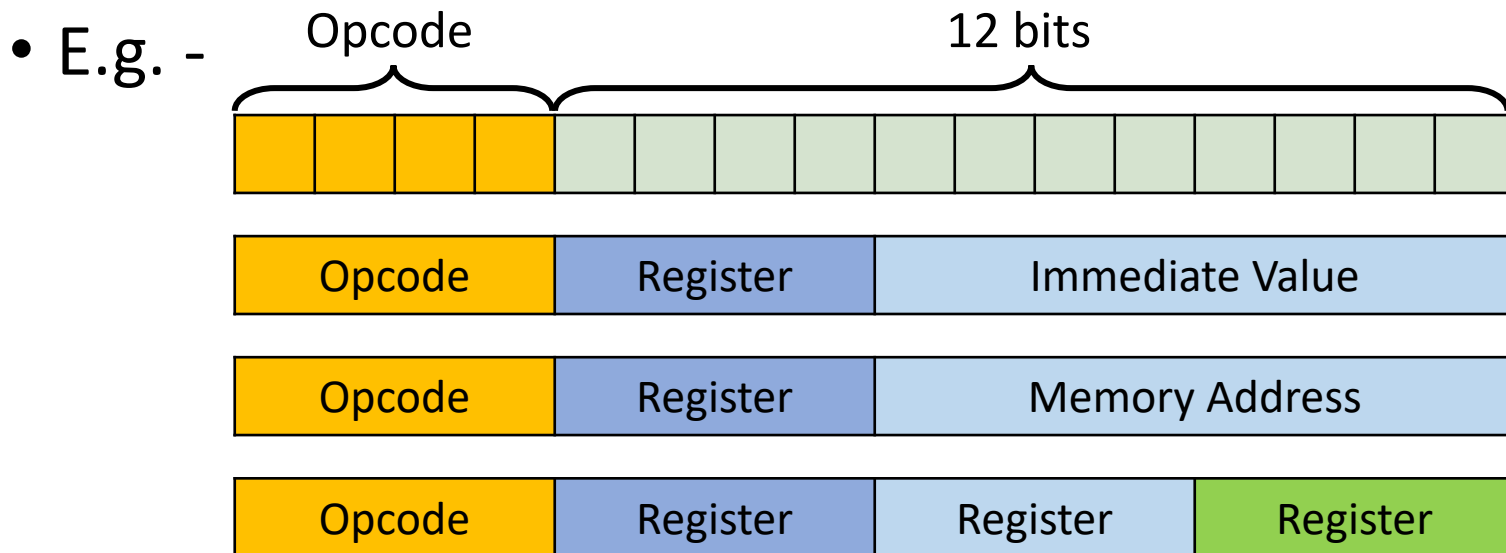 • E.g. -
Opcode 12 bits
Opcode Register Immediate Value
Opcode Register Memory Address
Opcode Register Register Register